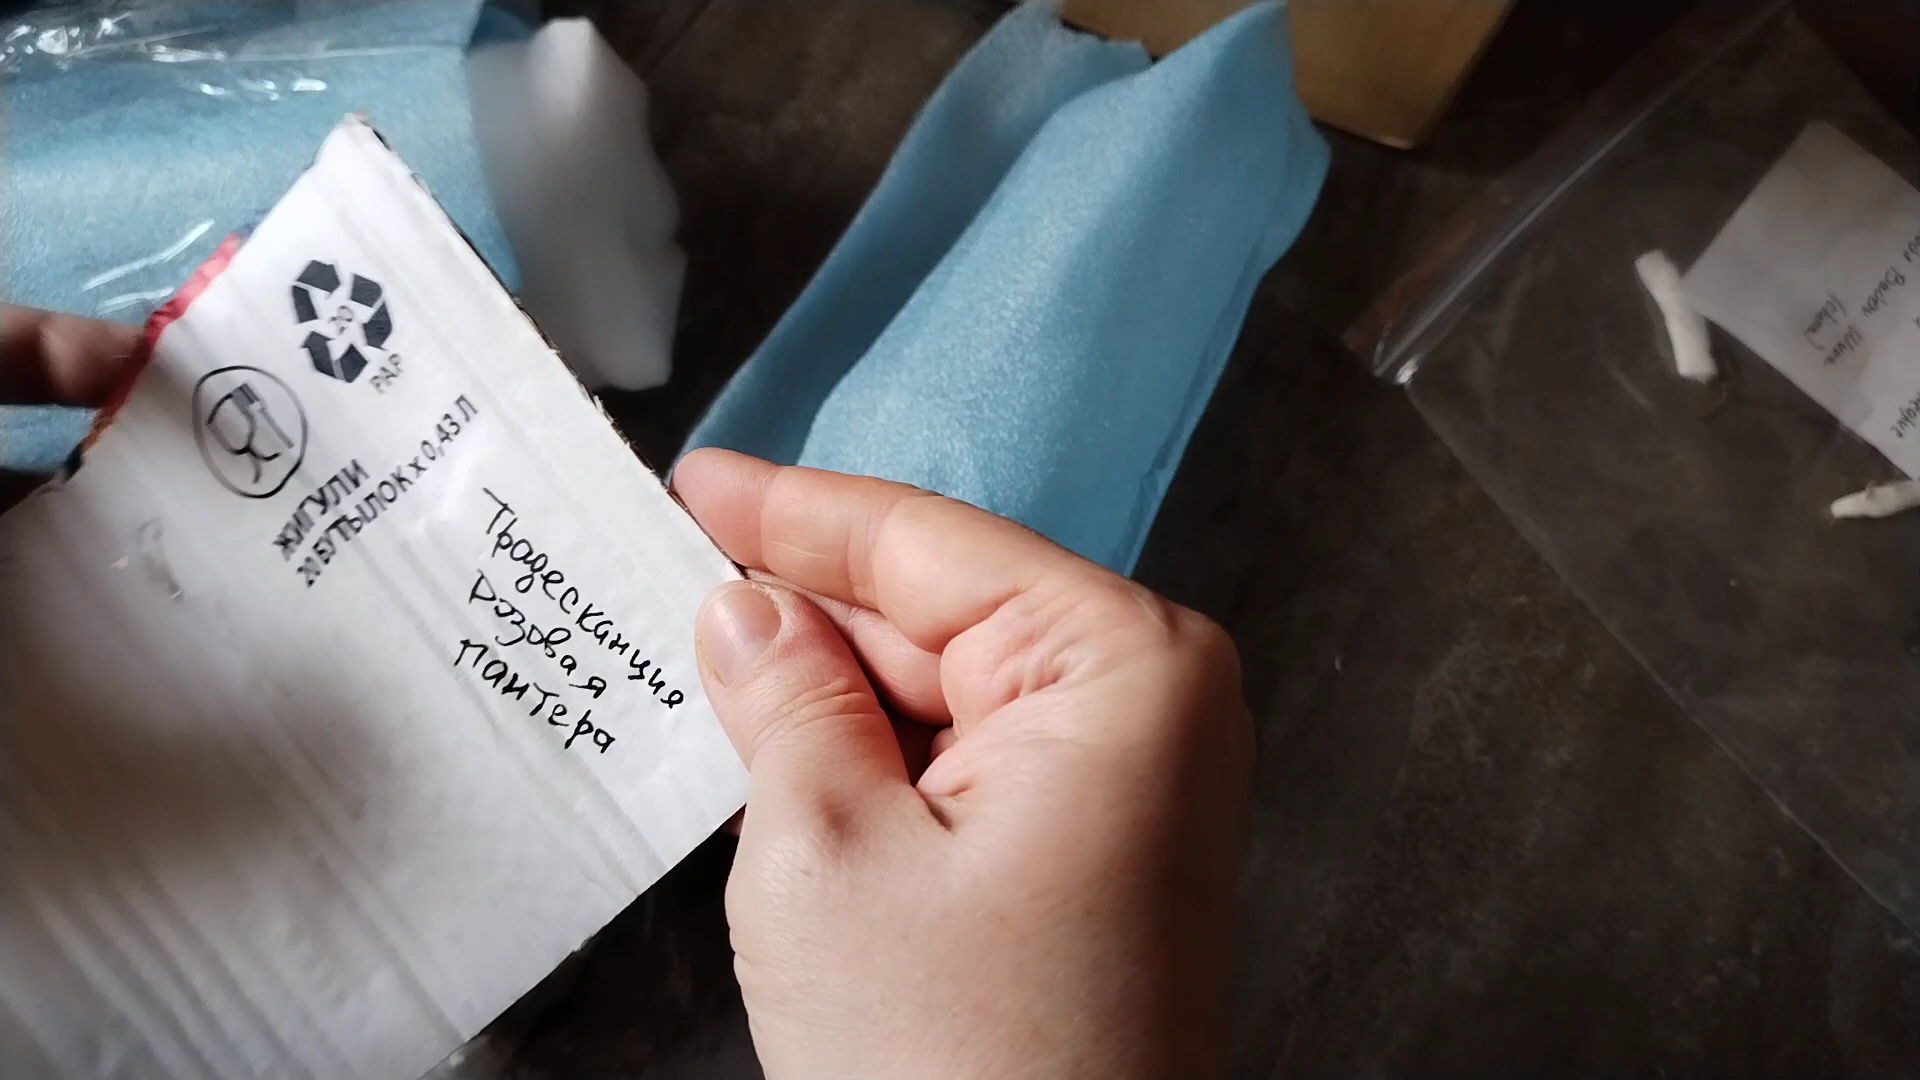 20
PAP
ЖИГУЛИ
20 БУТЫЛОК х 0,43 Л
Традесканция
розовая
пантера